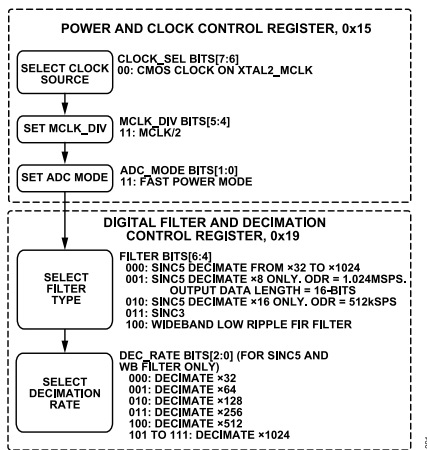 POWER AND CLOCK CONTROL REGISTER, 0x15
SELECT CLOCK
SOURCE
CLOCK_SEL BITS[7:6]
00: CMOS CLOCK ON XTAL2_MCLK
SET MCLK_DIV
MCLK_DIV BITS[5:4]
11: MCLK/2
SET ADC MODE
ADC_MODE BITS[1:0]
11: FAST POWER MODE
DIGITAL FILTER AND DECIMATION
CONTROL REGISTER, 0x19
SELECT
FILTER
TYPE
FILTER BITS[6:4]
000: SINC5 DECIMATE FROM ×32 TO ×1024
001: SINC5 DECIMATE ×8 ONLY. ODR = 1.024MSPS.
OUTPUT DATA LENGTH = 16-BITS
010: SINC5 DECIMATE ×16 ONLY. ODR = 512kSPS
011: SINC3
100: WIDEBAND LOW RIPPLE FIR FILTER
SELECT
DECIMATION
RATE
DEC_RATE BITS[2:0] (FOR SINC5 AND
WB FILTER ONLY)
000: DECIMATE ×32
001: DECIMATE ×64
010: DECIMATE ×128
011: DECIMATE ×256
100: DECIMATE ×512
101 TO 111: DECIMATE ×1024